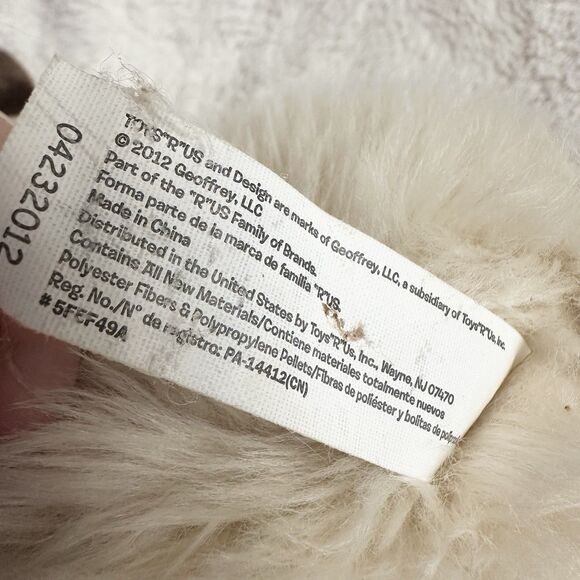 04232012
TOYS"R"US and Design are marks of Geoffrey, LLC, a subsidiary of Toys"R"Us, Inc.
© 2012 Geoffrey, LLC
Part of the "R"US Family of Brands.
Forma parte de la marca de familia "R"US.
Made in China
Distributed in the United States by Toys"R"Us, Inc., Wayne, NJ 07470
Contains All New Materials/Contiene materiales totalmente nuevos
Polyester Fibers & Polypropylene Pellets/Fibras de poliéster y bolitas de
Reg. No./N° de registro: PA-14412(CN)
# 5F6F49A